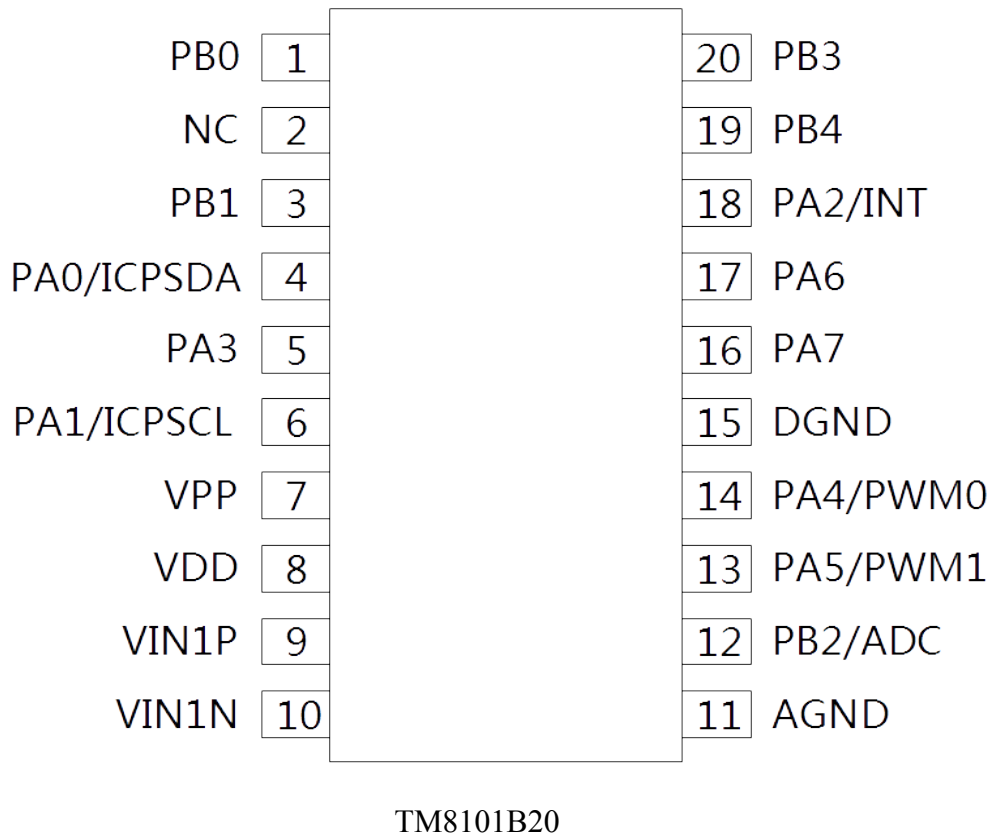 PB0 1 20 PB3
NC 2 19 PB4
PB1 3 18 PA2/INT
PA0/ICPSDA 4 17 PA6
PA3 5 16 PA7
PA1/ICPSCL 6 15 DGND
VPP 7 14 PA4/PWM0
VDD 8 13 PA5/PWM1
VIN1P 9 12 PB2/ADC
VIN1N 10 11 AGND
TM8101B20